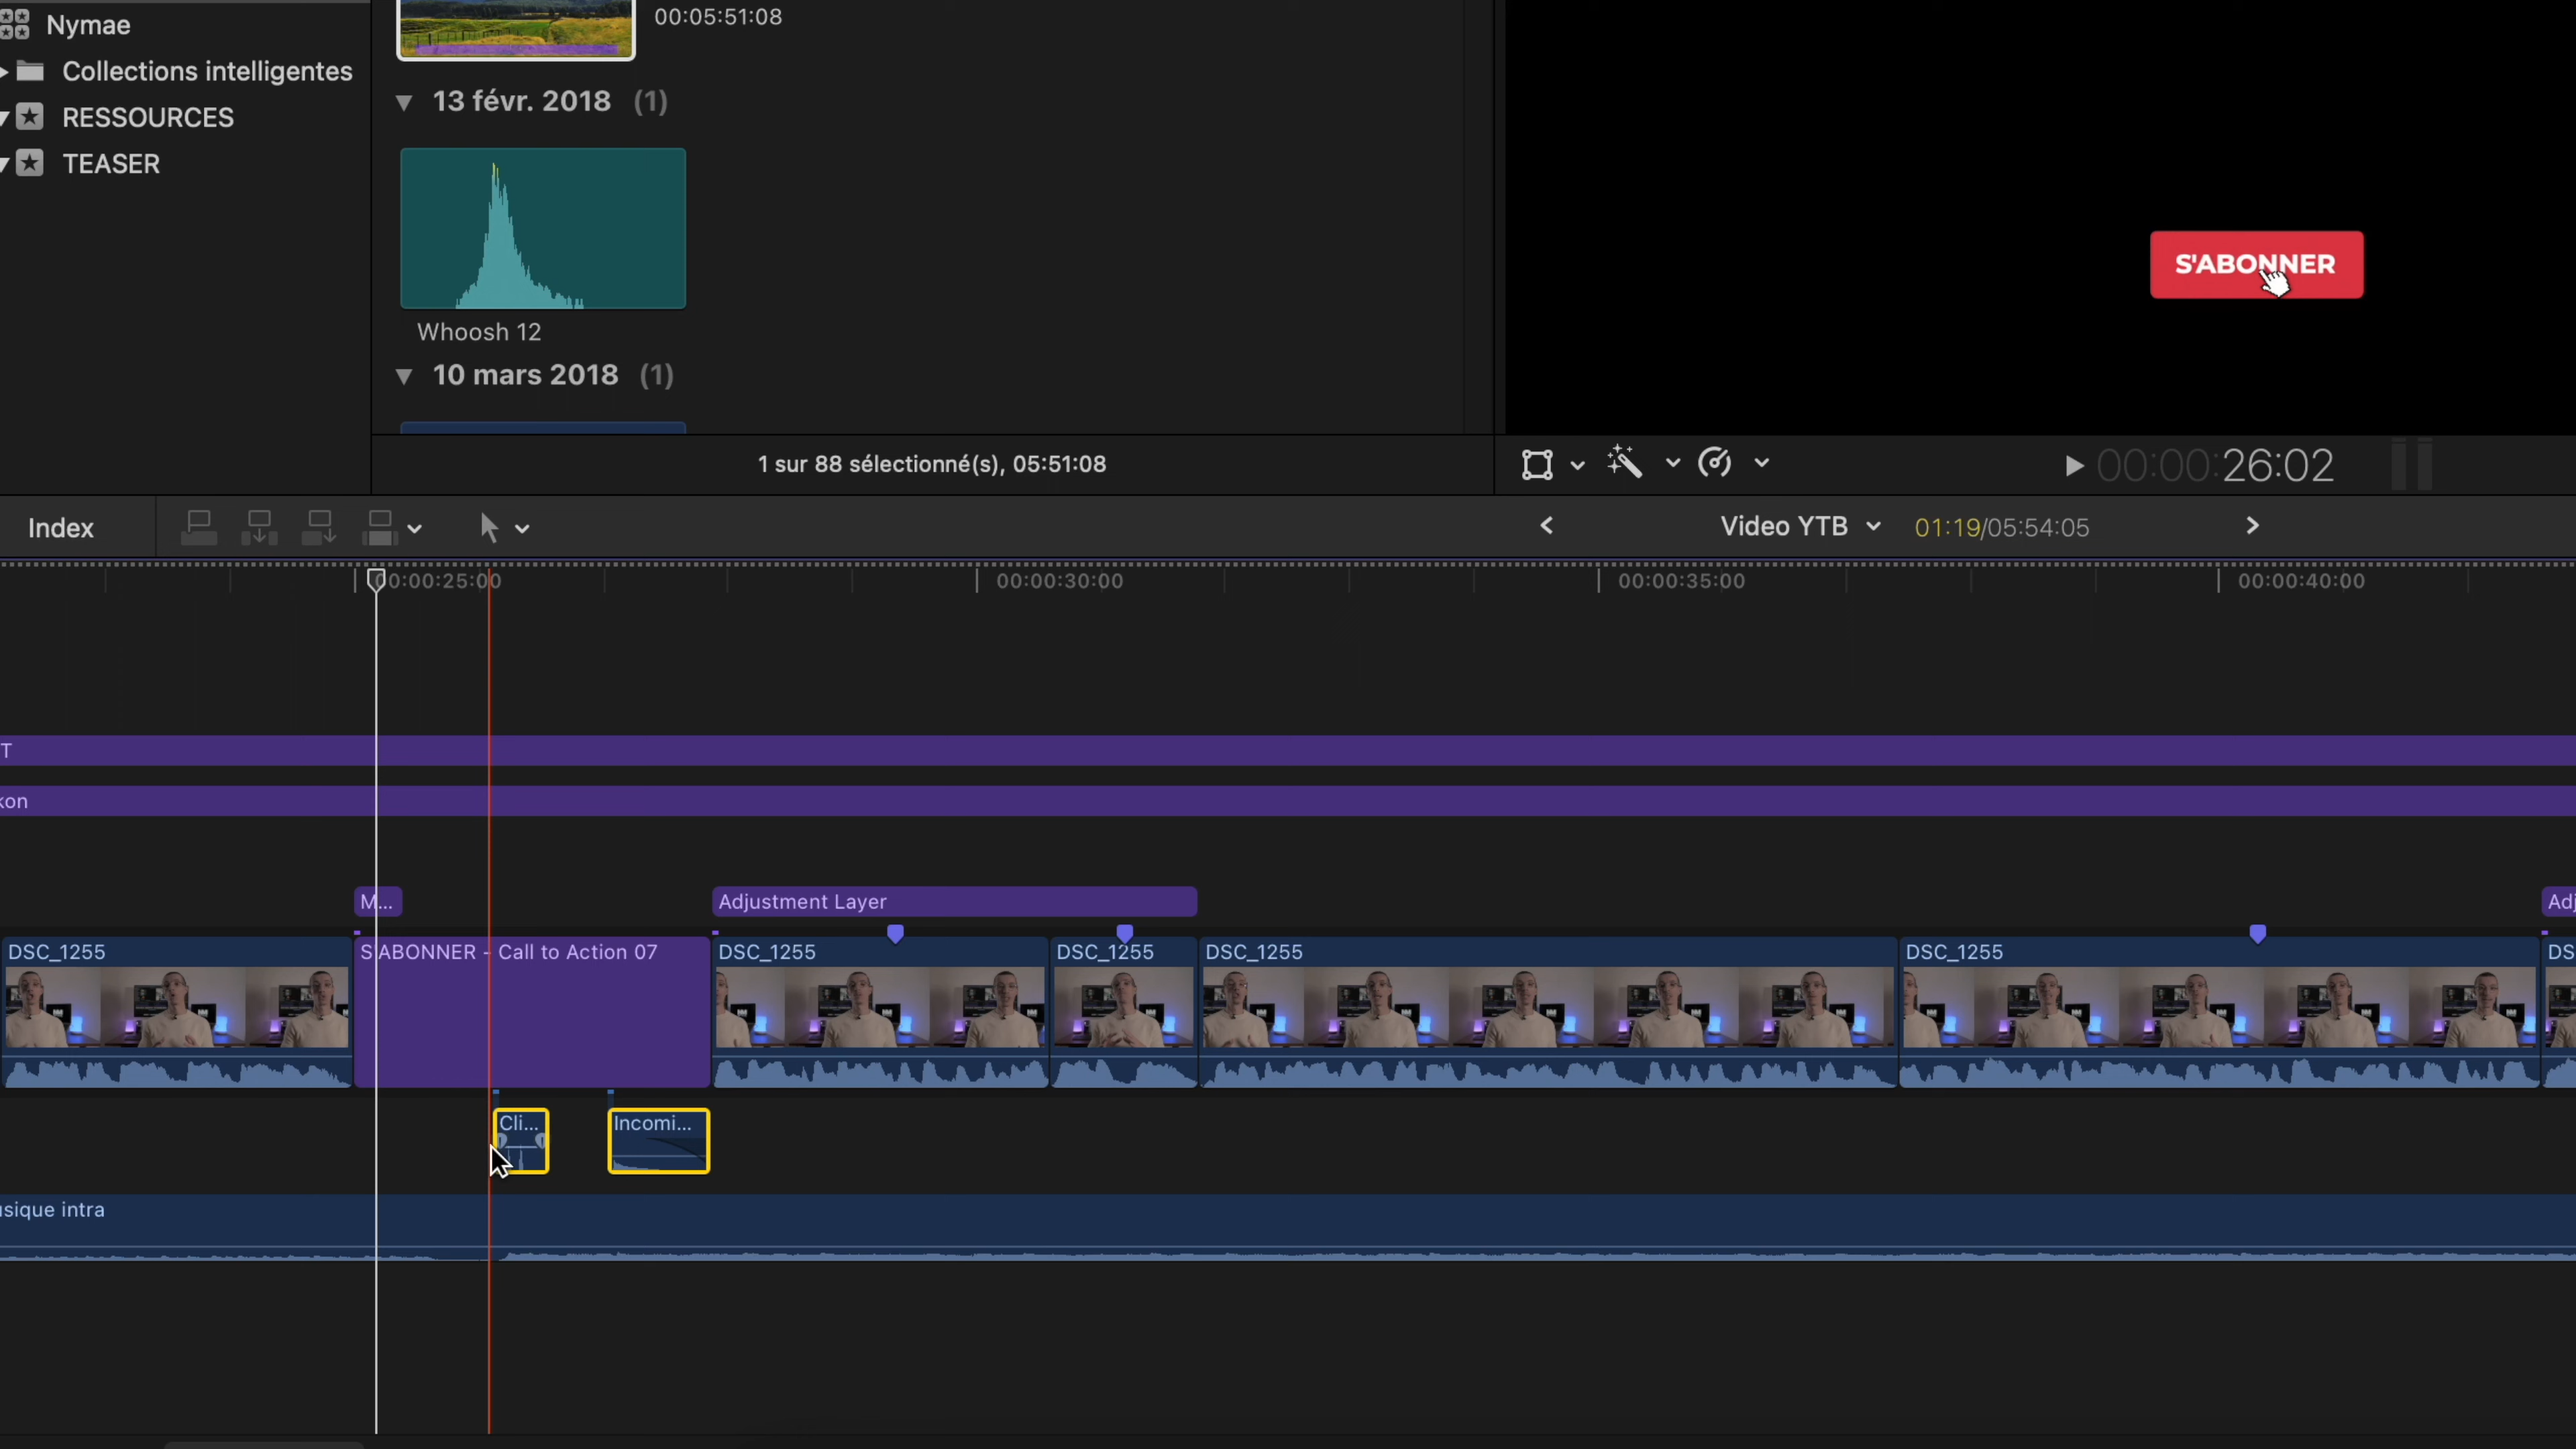 Nymae
Collections intelligentes
RESSOURCES
TEASER
00:05:51:08
13 févr. 2018 (1)
Whoosh 12
10 mars 2018 (1)
1 sur 88 sélectionné(s), 05:51:08
S'ABONNER
00:00:26:02
Index
Video YTB
01:19/05:54:05
00:00:25:00
00:00:30:00
00:00:35:00
00:00:40:00
T
kon
M...
Adjustment Layer
Adj
DSC_1255
S'ABONNER - Call to Action 07
DSC_1255
DSC_1255
DSC_1255
DSC_1255
DS
Cli...
Incomi...
usique intra